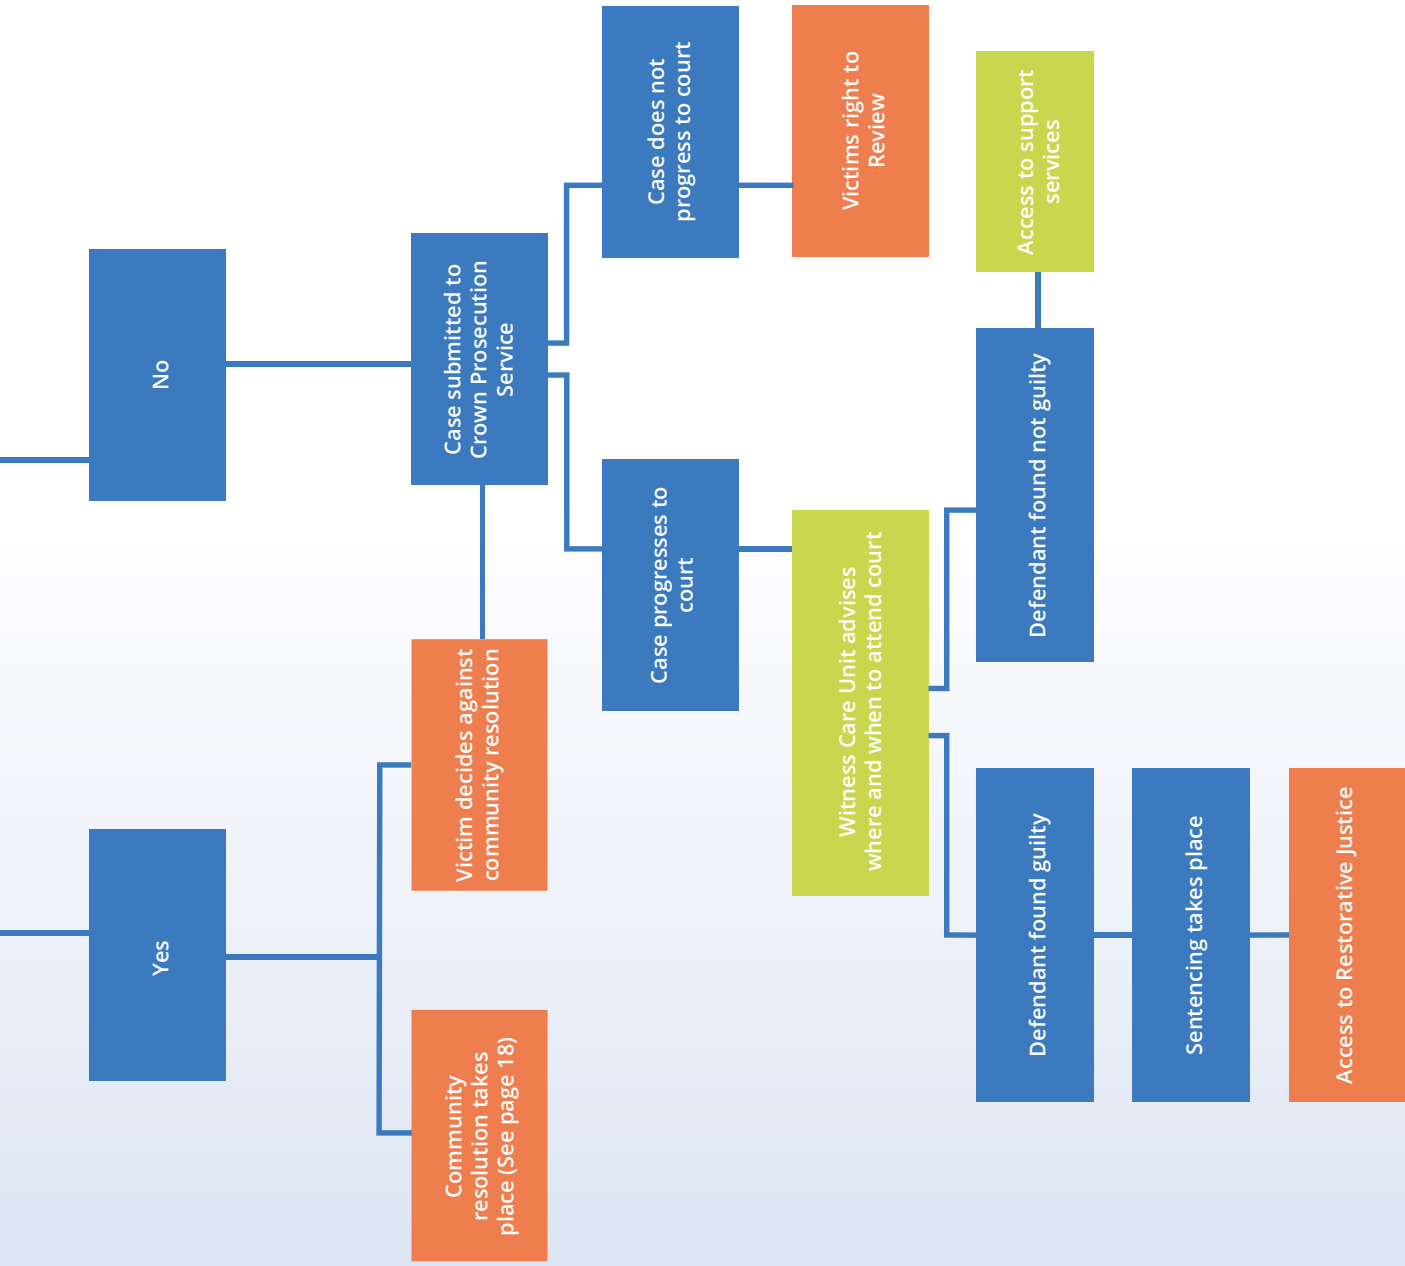 No
Yes
Case submitted to
Crown Prosecution
Service
Victim decides against
community resolution
Community
resolution takes
place (See page 18)
Case does not
progress to court
Case progresses to
court
Victims right to
Review
Witness Care Unit advises
where and when to attend court
Access to support
services
Defendant found not guilty
Defendant found guilty
Sentencing takes place
Access to Restorative Justice